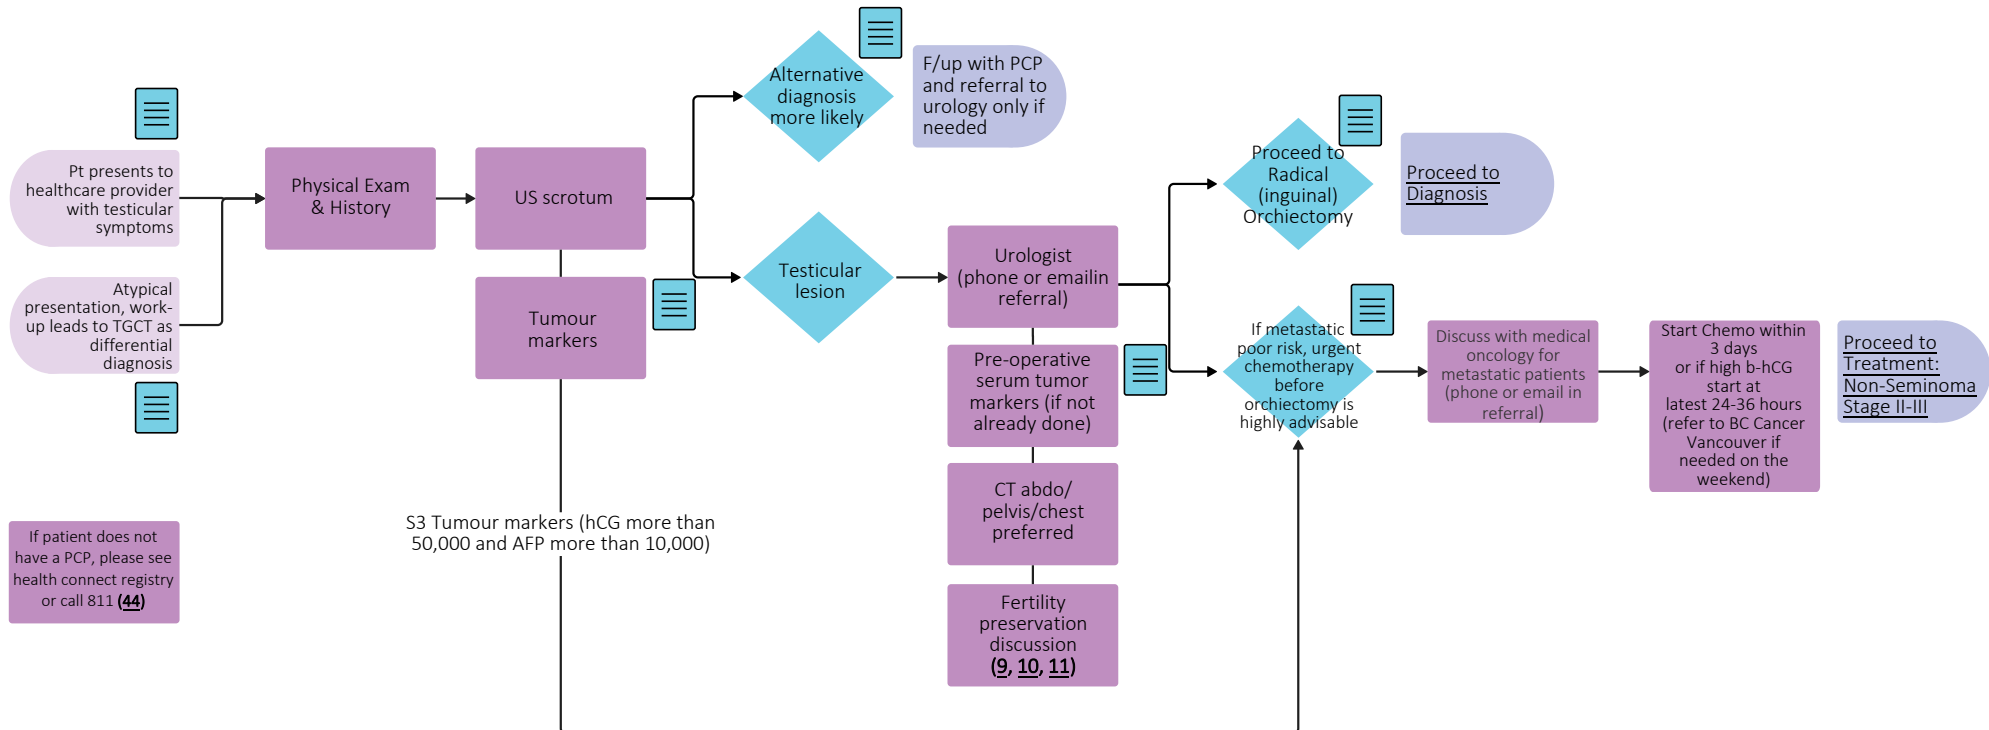 Pt presents to
healthcare provider
with testicular
symptoms
Atypical
presentation, work-
up leads to TGCT as
differential
diagnosis
If patient does not
have a PCP, please see
health connect registry
or call 811 (44)
Physical Exam
& History
US scrotum
Tumour
markers
S3 Tumour markers (hCG more than
50,000 and AFP more than 10,000)
Alternative
diagnosis
more likely
F/up with PCP
and referral to
urology only if
needed
Testicular
lesion
Urologist
(phone or emailin
referral)
Pre-operative
serum tumor
markers (if not
already done)
CT abdo/
pelvis/chest
preferred
Fertility
preservation
discussion
(9, 10, 11)
Proceed to
Radical
(inguinal)
Orchiectomy
Proceed to
Diagnosis
If metastatic
poor risk, urgent
chemotherapy
before
orchiectomy is
highly advisable
Discuss with medical
oncology for
metastatic patients
(phone or email in
referral)
Start Chemo within
3 days
or if high b-hCG
start at
latest 24-36 hours
(refer to BC Cancer
Vancouver if
needed on the
weekend)
Proceed to
Treatment:
Non-Seminoma
Stage II-III